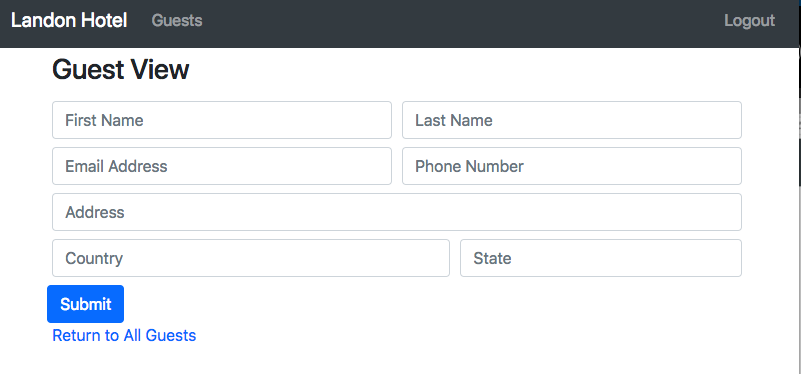 Landon Hotel Guests Logout
Guest View
First Name Last Name
Email Address Phone Number
Address
Country State
Submit
Return to All Guests